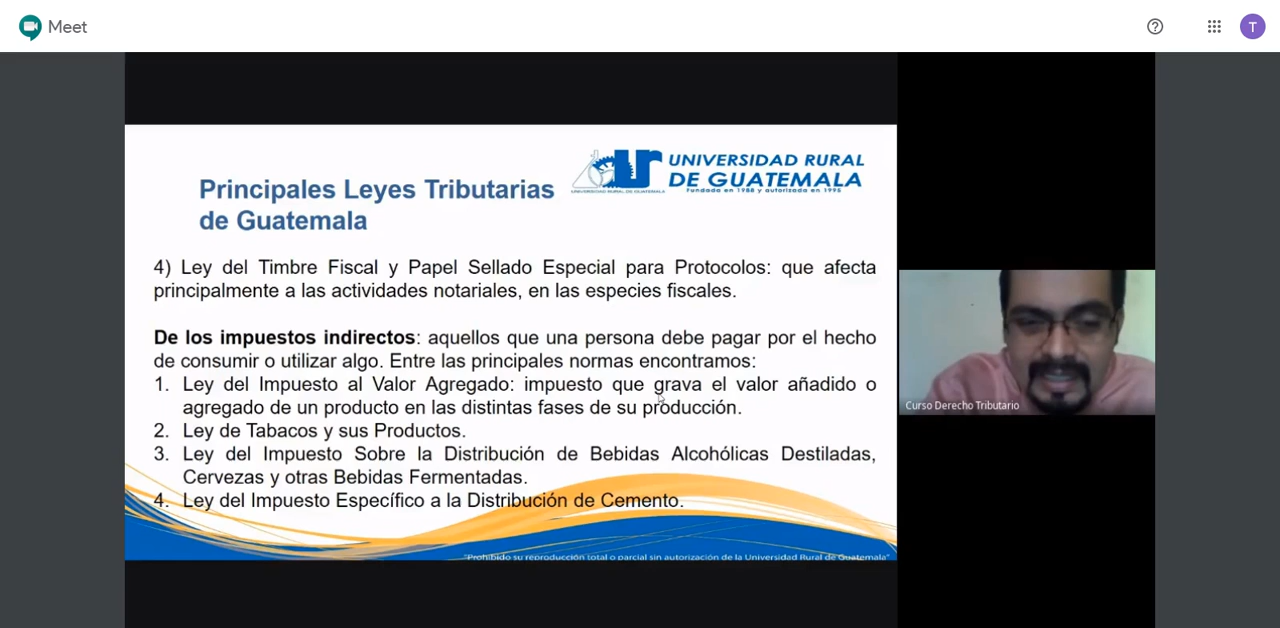 Meet
T
UNIVERSIDAD RURAL
DE GUATEMALA
Fundada en 1988 y autorizada en 1995
UNIVERSIDAD RURAL DE GUATEMALA
Principales Leyes Tributarias
de Guatemala
4) Ley del Timbre Fiscal y Papel Sellado Especial para Protocolos: que afecta
principalmente a las actividades notariales, en las especies fiscales.
De los impuestos indirectos: aquellos que una persona debe pagar por el hecho
de consumir o utilizar algo. Entre las principales normas encontramos:
1. Ley del Impuesto al Valor Agregado: impuesto que grava el valor añadido o
agregado de un producto en las distintas fases de su producción.
2. Ley de Tabacos y sus Productos.
3. Ley del Impuesto Sobre la Distribución de Bebidas Alcohólicas Destiladas,
Cervezas y otras Bebidas Fermentadas.
4. Ley del Impuesto Específico a la Distribución de Cemento.
"Prohibido su reproducción total o parcial sin autorización de la Universidad Rural de Guatemala"
Curso Derecho Tributario